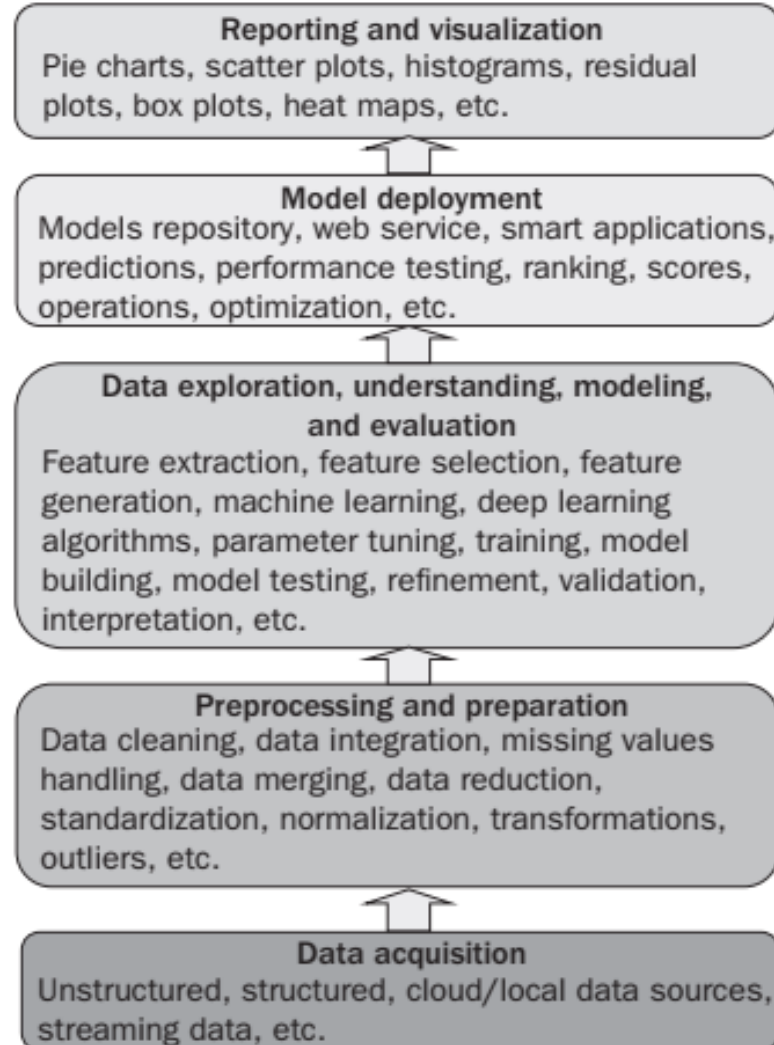 Reporting and visualization
Pie charts, scatter plots, histograms, residual
plots, box plots, heat maps, etc.
Model deployment
Models repository, web service, smart applications,
predictions, performance testing, ranking, scores,
operations, optimization, etc.
Data exploration, understanding, modeling,
and evaluation
Feature extraction, feature selection, feature
generation, machine learning, deep learning
algorithms, parameter tuning, training, model
building, model testing, refinement, validation,
interpretation, etc.
Preprocessing and preparation
Data cleaning, data integration, missing values
handling, data merging, data reduction,
standardization, normalization, transformations,
outliers, etc.
Data acquisition
Unstructured, structured, cloud/local data sources,
streaming data, etc.